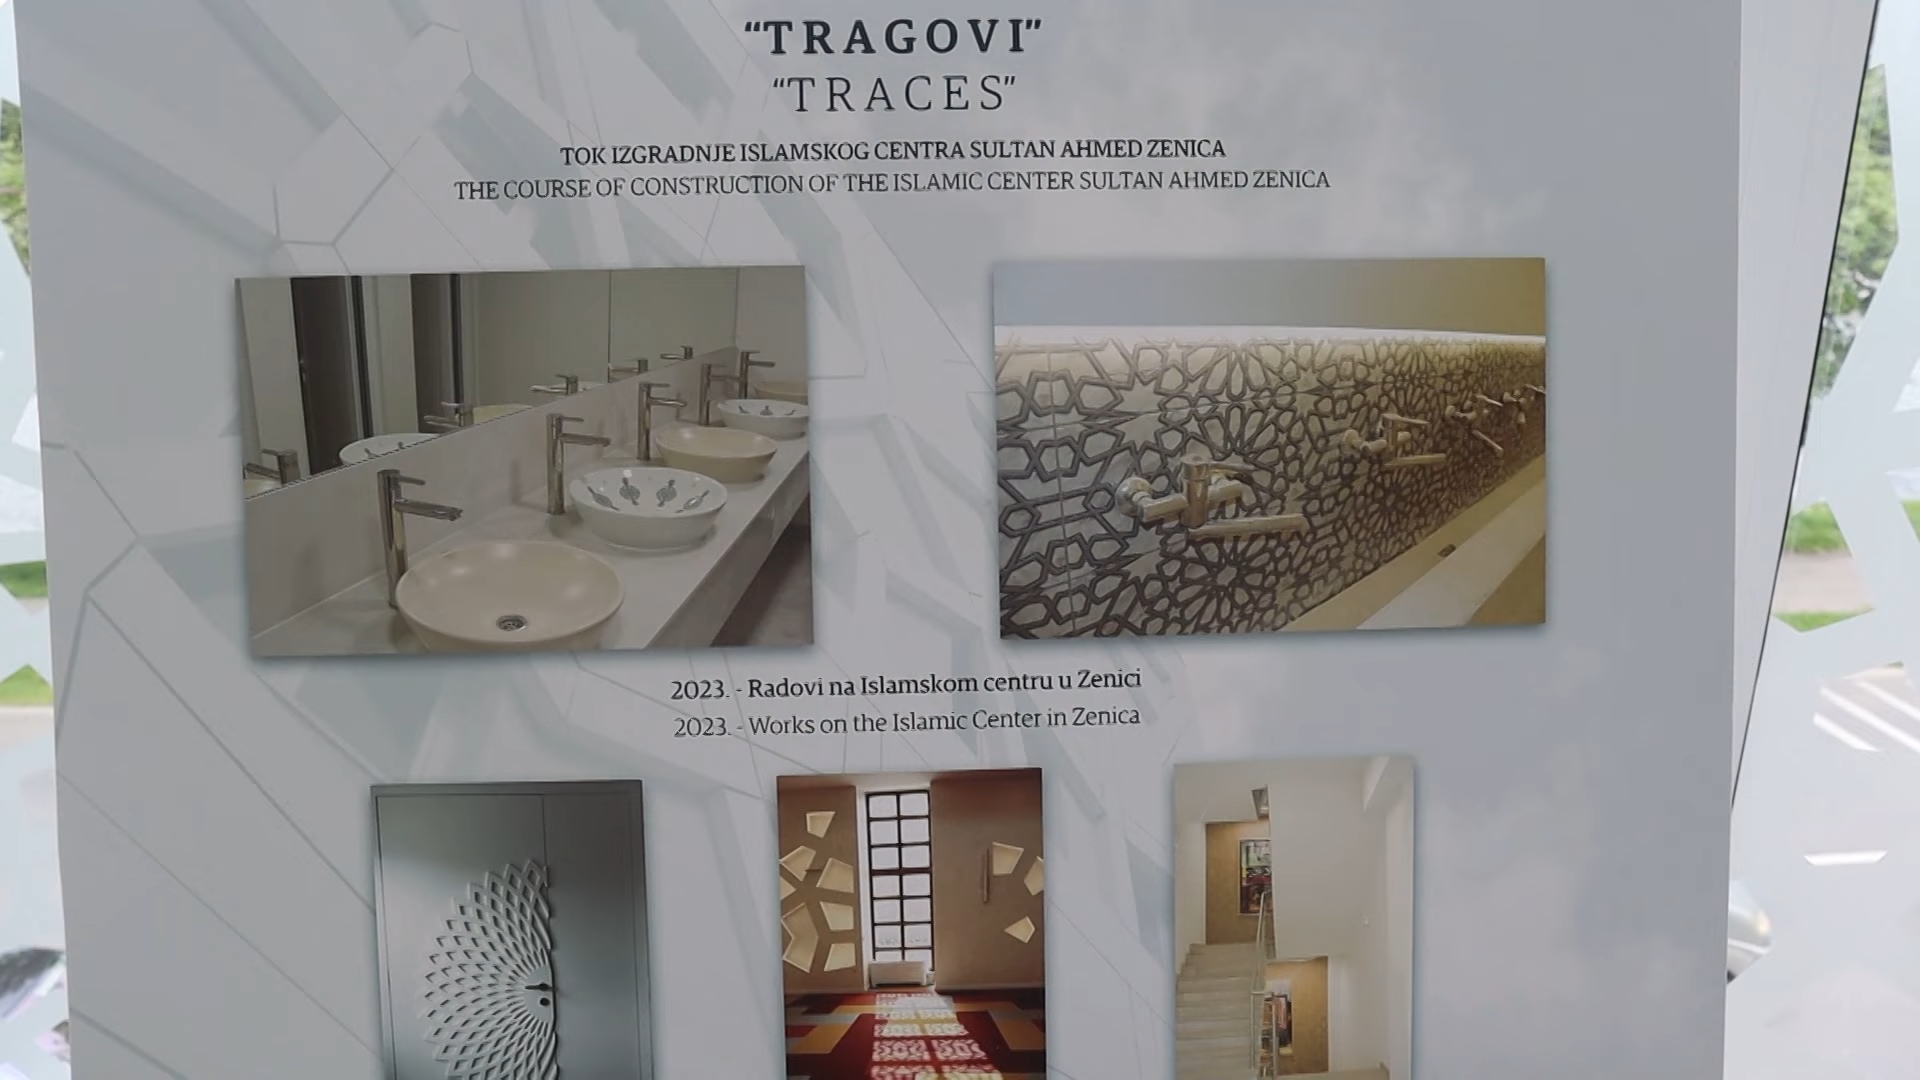 “TRAGOVI”
“TRACES”
TOK IZGRADNJE ISLAMSKOG CENTRA SULTAN AHMED ZENICA
THE COURSE OF CONSTRUCTION OF THE ISLAMIC CENTER SULTAN AHMED ZENICA
2023. - Radovi na Islamskom centru u Zenici
2023. - Works on the Islamic Center in Zenica